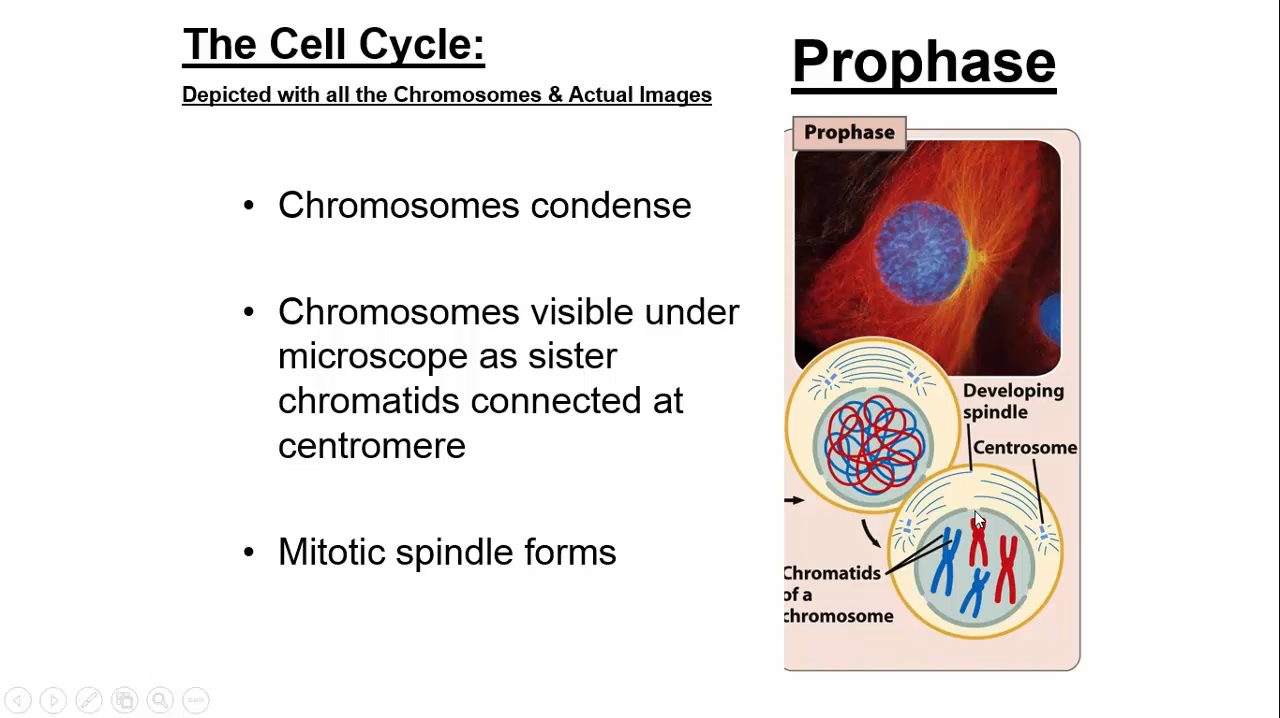 The Cell Cycle:
Depicted with all the Chromosomes & Actual Images
• Chromosomes condense
• Chromosomes visible under
microscope as sister
chromatids connected at
centromere
• Mitotic spindle forms
Prophase
Prophase
Developing
spindle
Centrosome
Chromatids
of a
chromosome